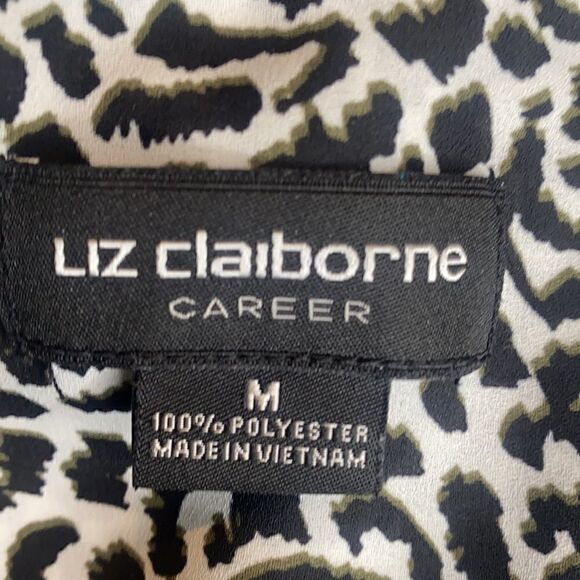 Liz claiborne
CAREER
M
100% POLYESTER
MADE IN VIETNAM